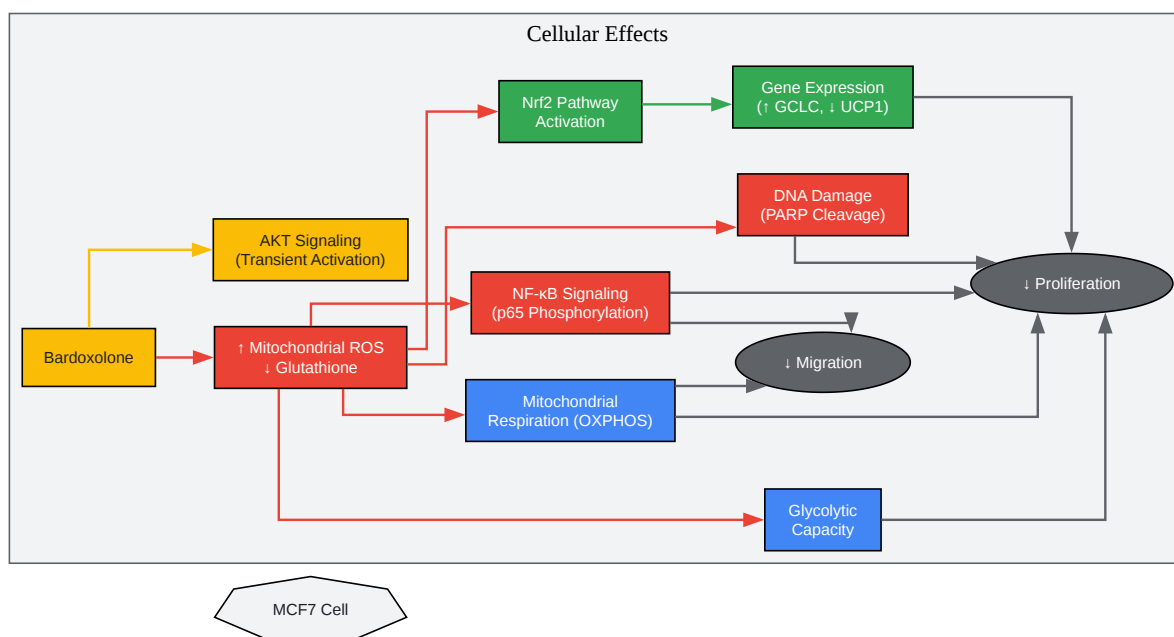 Cellular Effects
Nrf2 Pathway
Activation
Gene Expression
(↑ GCLC, ↓ UCP1)
DNA Damage
(PARP Cleavage)
AKT Signaling
(Transient Activation)
NF-κB Signaling
(p65 Phosphorylation)
↓ Proliferation
Bardoxolone
↑ Mitochondrial ROS
↓ Glutathione
↓ Migration
Mitochondrial
Respiration (OXPHOS)
Glycolytic
Capacity
MCF7 Cell